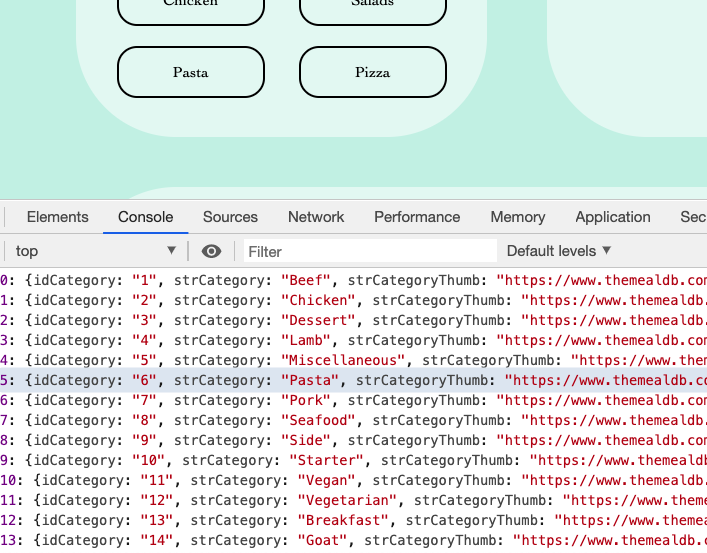 Chicken Salads
Pasta Pizza
Elements Console Sources Network Performance Memory Application Sec
top Filter Default levels
0: {idCategory: "1", strCategory: "Beef", strCategoryThumb: "https://www.themealdb.com
1: {idCategory: "2", strCategory: "Chicken", strCategoryThumb: "https://www.themealdb.
2: {idCategory: "3", strCategory: "Dessert", strCategoryThumb: "https://www.themealdb.
3: {idCategory: "4", strCategory: "Lamb", strCategoryThumb: "https://www.themealdb.com
4: {idCategory: "5", strCategory: "Miscellaneous", strCategoryThumb: "https://www.them
5: {idCategory: "6", strCategory: "Pasta", strCategoryThumb: "https://www.themealdb.co
6: {idCategory: "7", strCategory: "Pork", strCategoryThumb: "https://www.themealdb.com
7: {idCategory: "8", strCategory: "Seafood", strCategoryThumb: "https://www.themealdb.
8: {idCategory: "9", strCategory: "Side", strCategoryThumb: "https://www.themealdb.com
9: {idCategory: "10", strCategory: "Starter", strCategoryThumb: "https://www.themealdb
10: {idCategory: "11", strCategory: "Vegan", strCategoryThumb: "https://www.themealdb.
11: {idCategory: "12", strCategory: "Vegetarian", strCategoryThumb: "https://www.theme
12: {idCategory: "13", strCategory: "Breakfast", strCategoryThumb: "https://www.themea
13: {idCategory: "14", strCategory: "Goat", strCategoryThumb: "https://www.themealdb.c